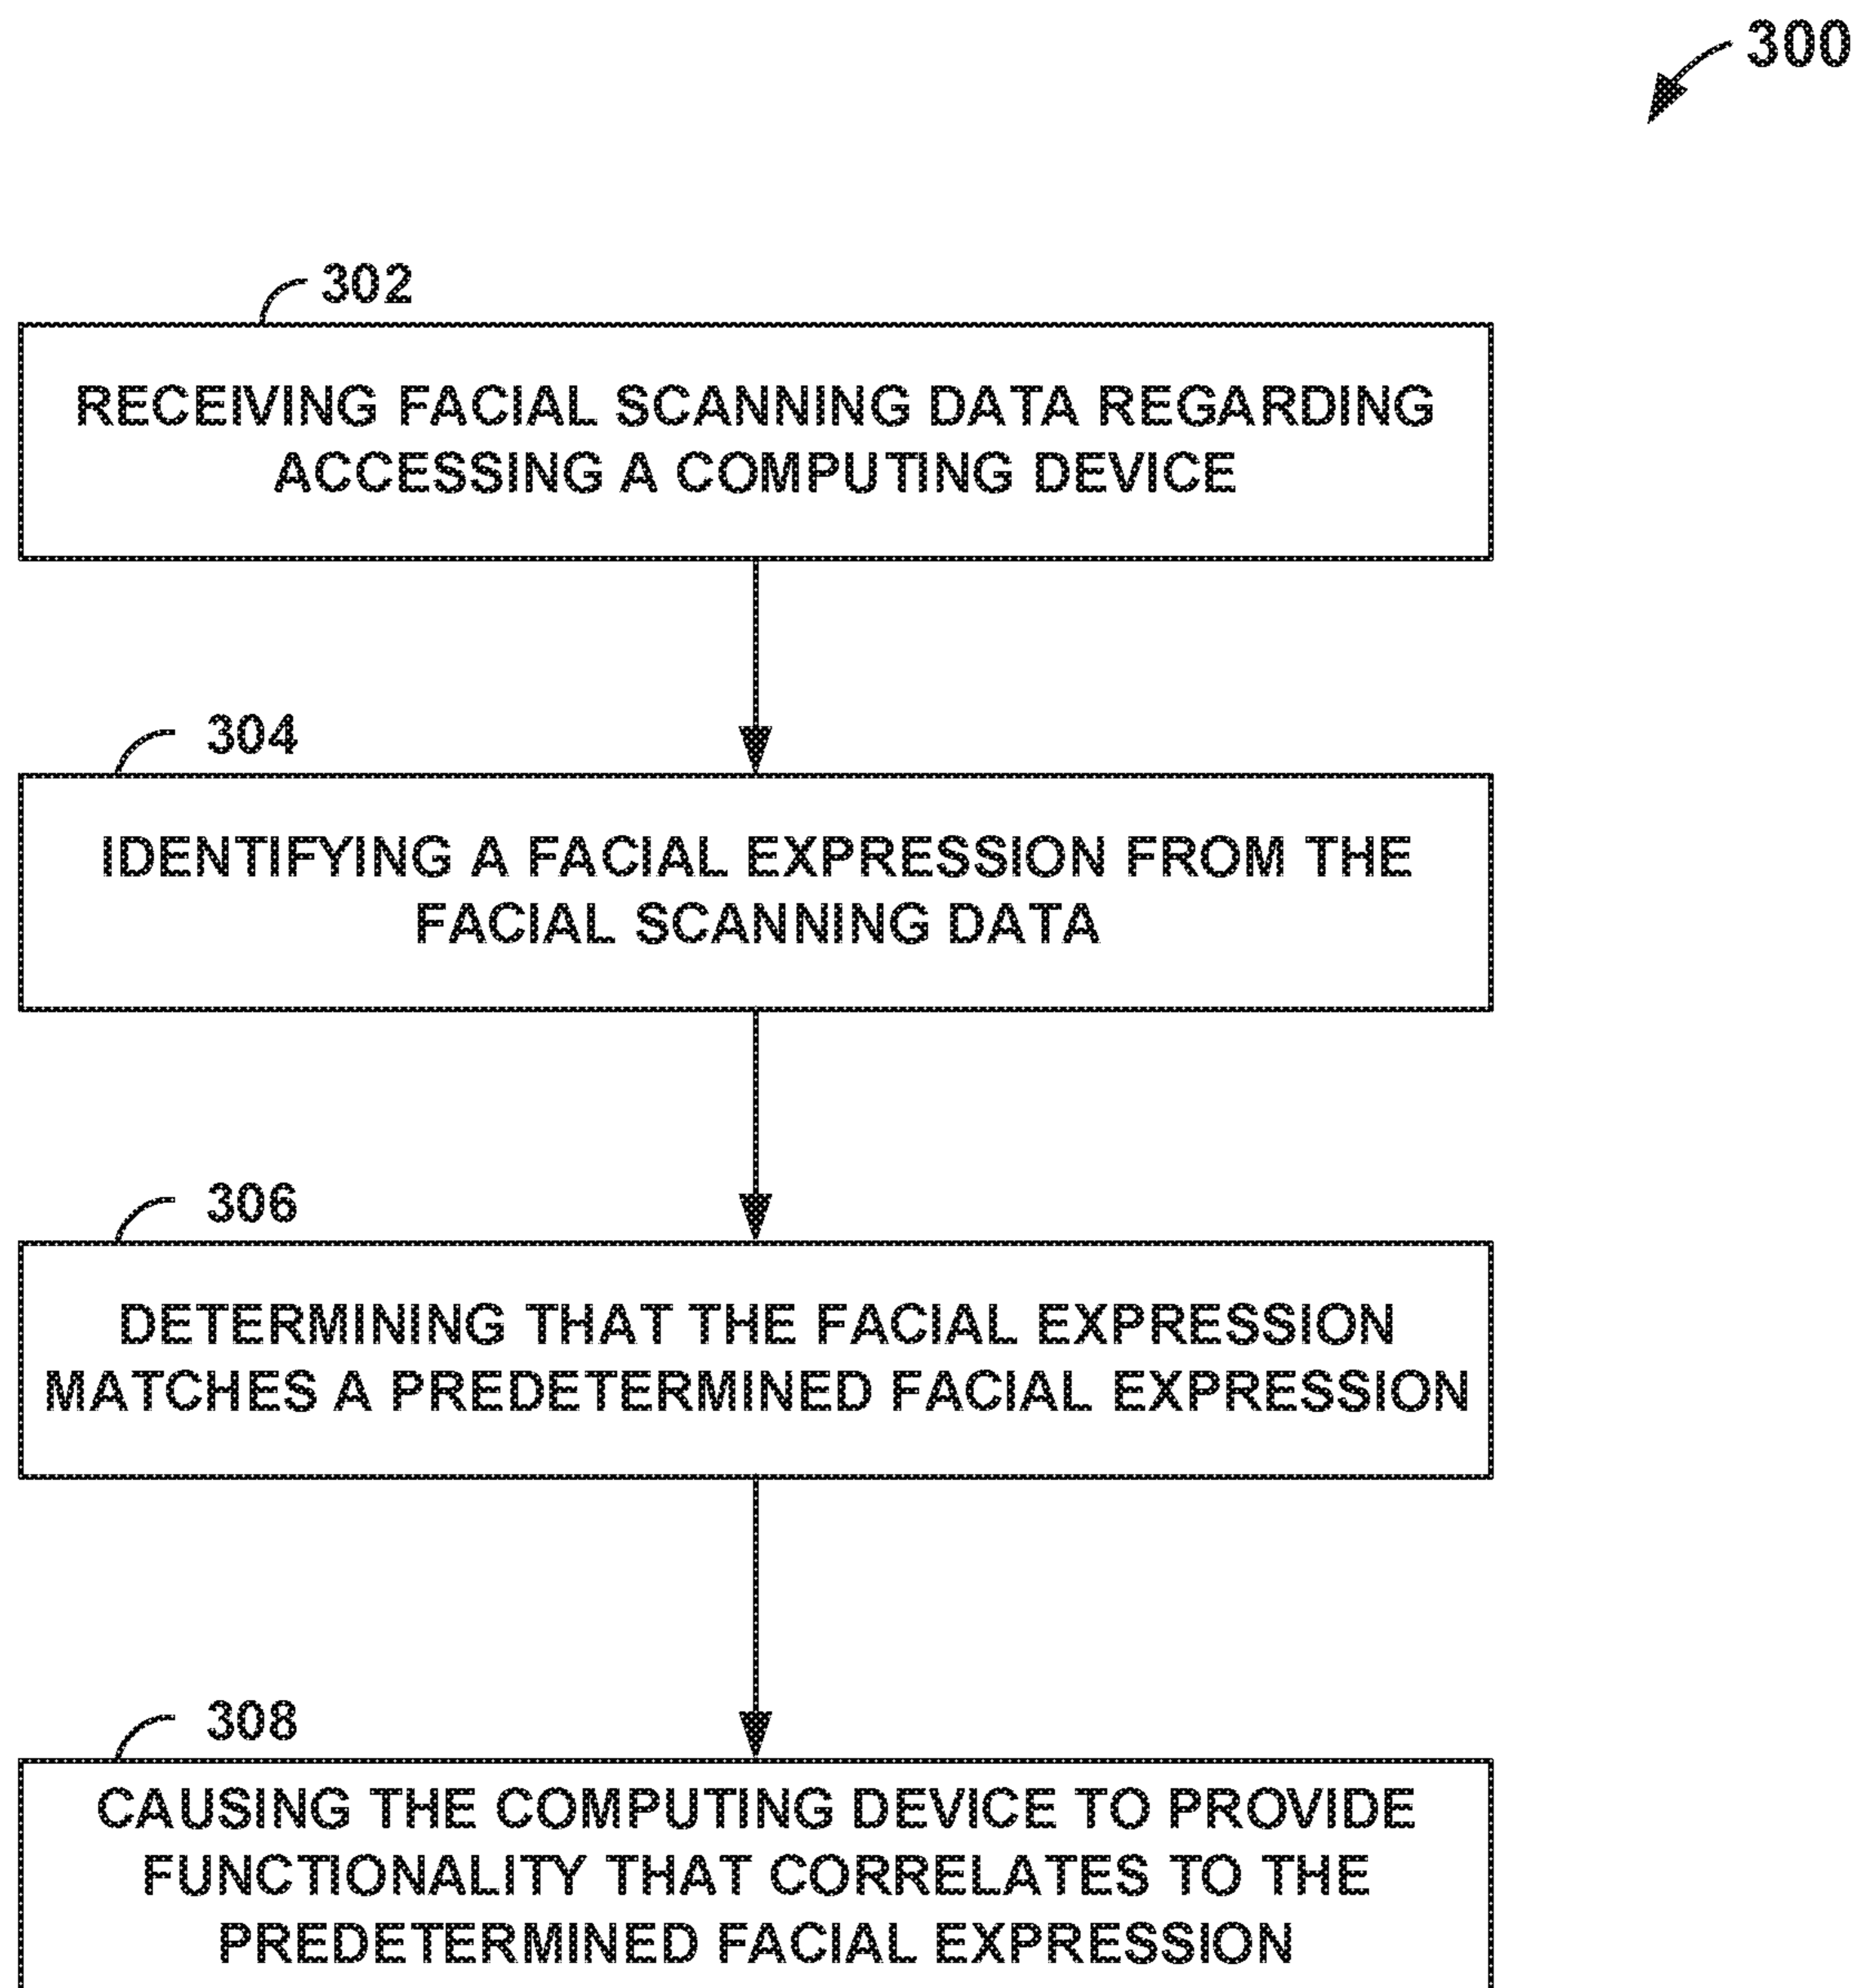 300
302
RECEIVING FACIAL SCANNING DATA REGARDING
ACCESSING A COMPUTING DEVICE
304
IDENTIFYING A FACIAL EXPRESSION FROM THE
FACIAL SCANNING DATA
306
DETERMINING THAT THE FACIAL EXPRESSION
MATCHES A PREDETERMINED FACIAL EXPRESSION
308
CAUSING THE COMPUTING DEVICE TO PROVIDE
FUNCTIONALITY THAT CORRELATES TO THE
PREDETERMINED FACIAL EXPRESSION